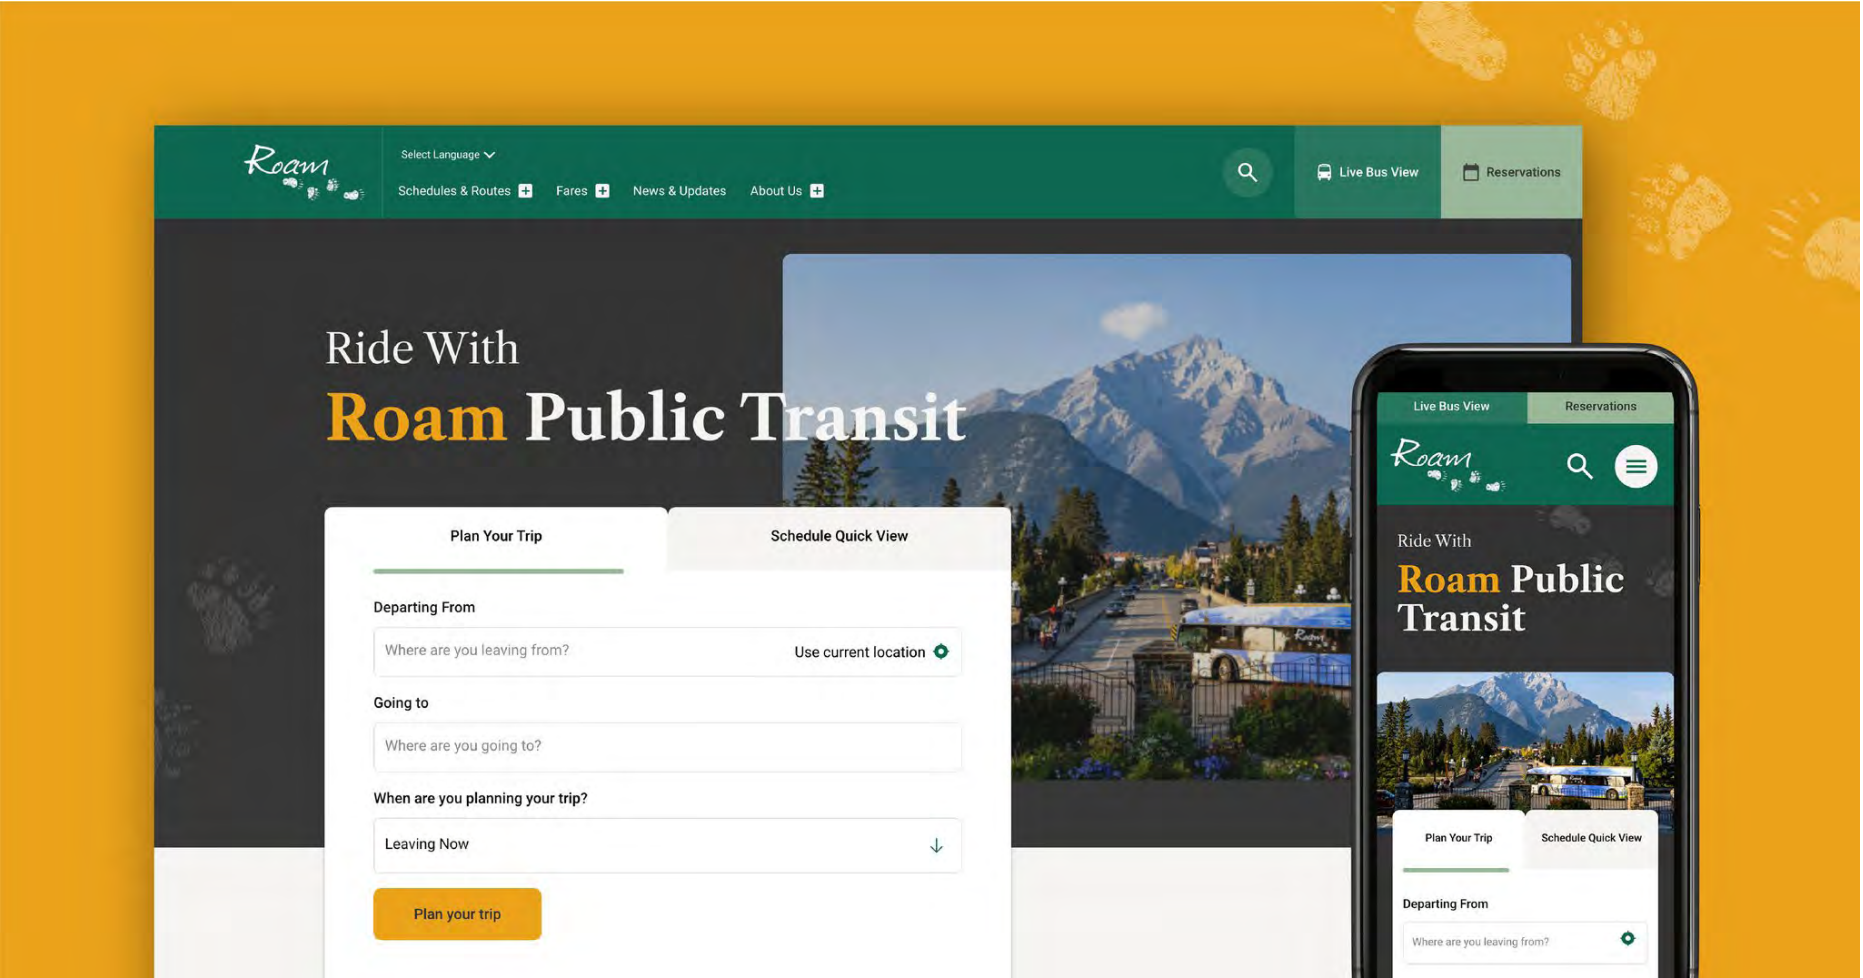 Roam
Select Language
Schedules & Routes
Fares
News & Updates
About Us
Live Bus View
Reservations
Ride With
Roam Public Transit
Plan Your Trip
Schedule Quick View
Departing From
Where are you leaving from?
Use current location
Going to
Where are you going to?
When are you planning your trip?
Leaving Now
Plan your trip
Roam
Live Bus View
Reservations
Roam
Ride With
Roam Public
Transit
Roam
Plan Your Trip
Schedule Quick View
Departing From
Where are you leaving from?